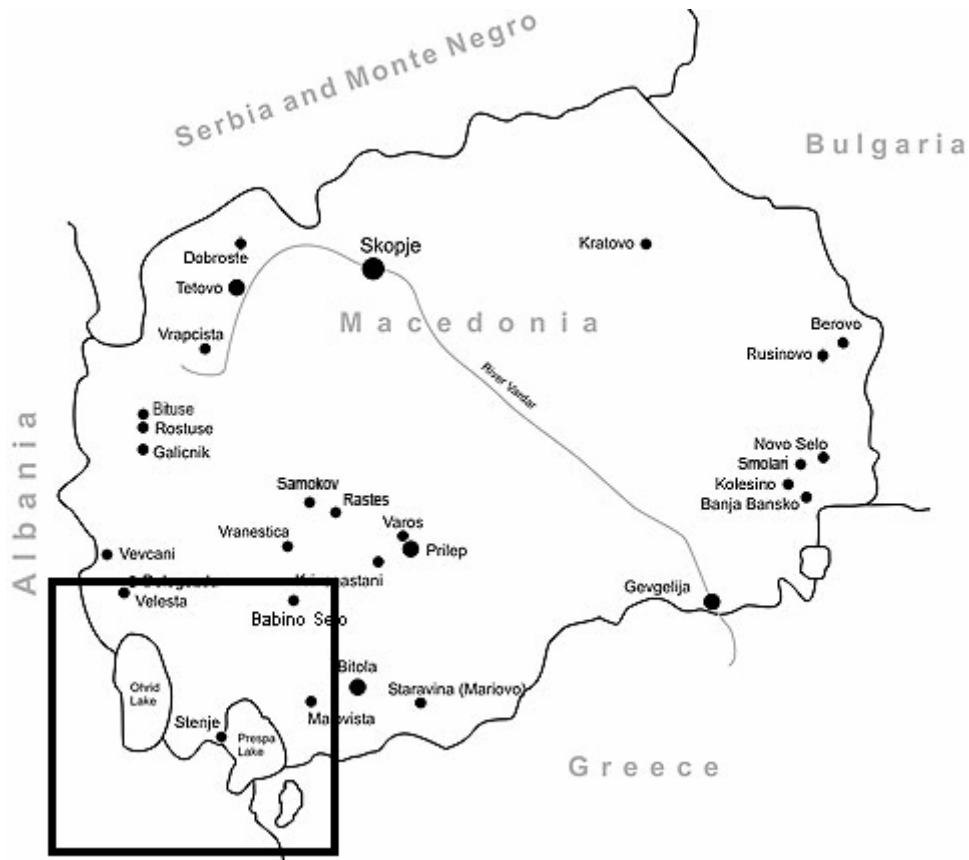 Serbia and Monte Negro
Bulgaria
Dobroste
Skopje
Kratovo
Tetovo
Macedonia
Vrapcista
Berovo
Rusinovo
River Vardar
Albania
Bituse
Rostuse
Galicnik
Novo Selo
Smolari
Kolesino
Banja Bansko
Samokov
Rastes
Varos
Vranestica
Prilep
Vevcani
Velesta
Gevgelija
Babino Selo
Bitola
Staravina (Mariovo)
Ohrid
Lake
Stenje
Prespa
Lake
Greece